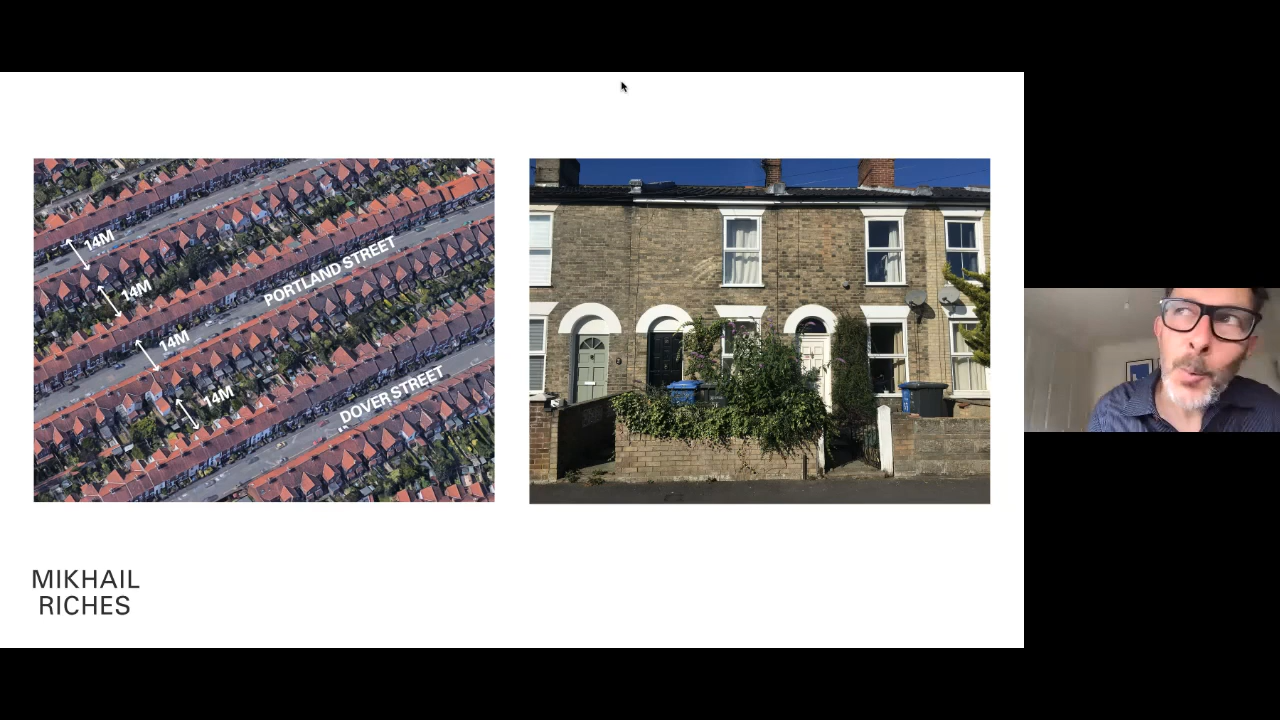 14M
14M
14M
14M
PORTLAND STREET
DOVER STREET
MIKHAIL
RICHES